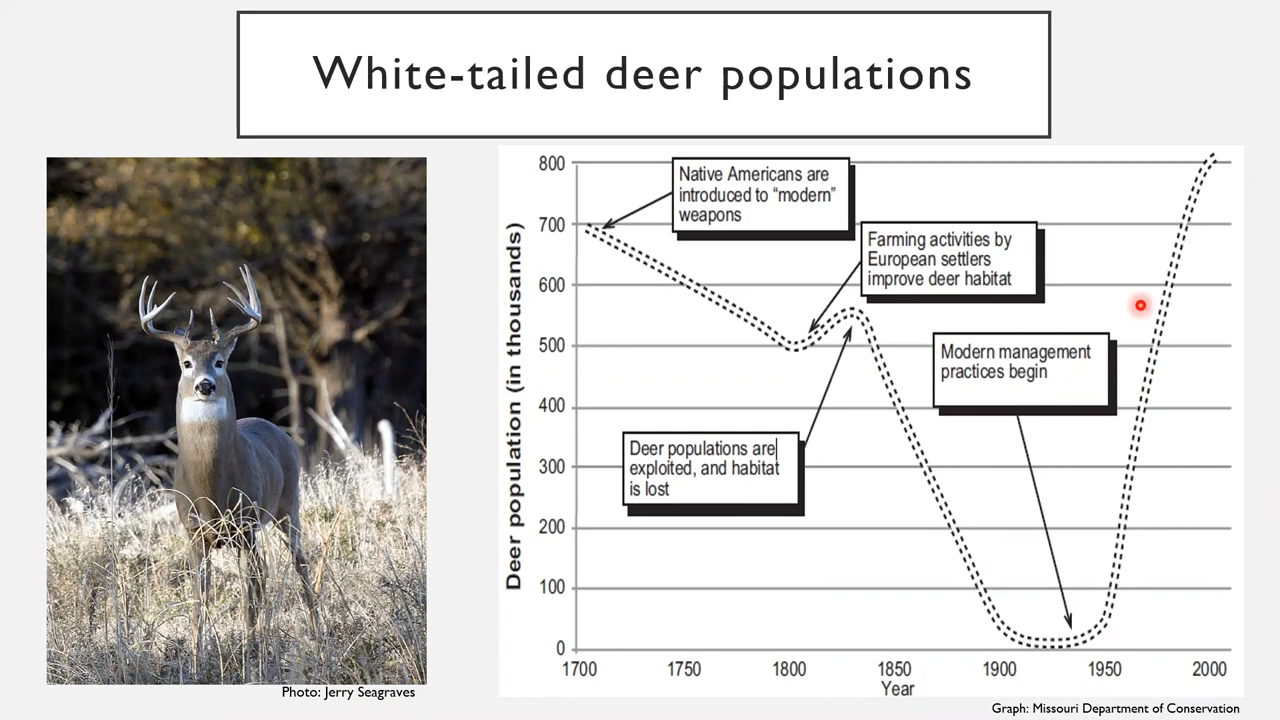 White-tailed deer populations
800
700
600
500
400
300
200
100
0
Deer population (in thousands)
Native Americans are
introduced to “modern”
weapons
Farming activities by
European settlers
improve deer habitat
Modern management
practices begin
Deer populations are
exploited, and habitat
is lost
1700 1750 1800 1850 1900 1950 2000
Year
Photo: Jerry Seagraves
Graph: Missouri Department of Conservation